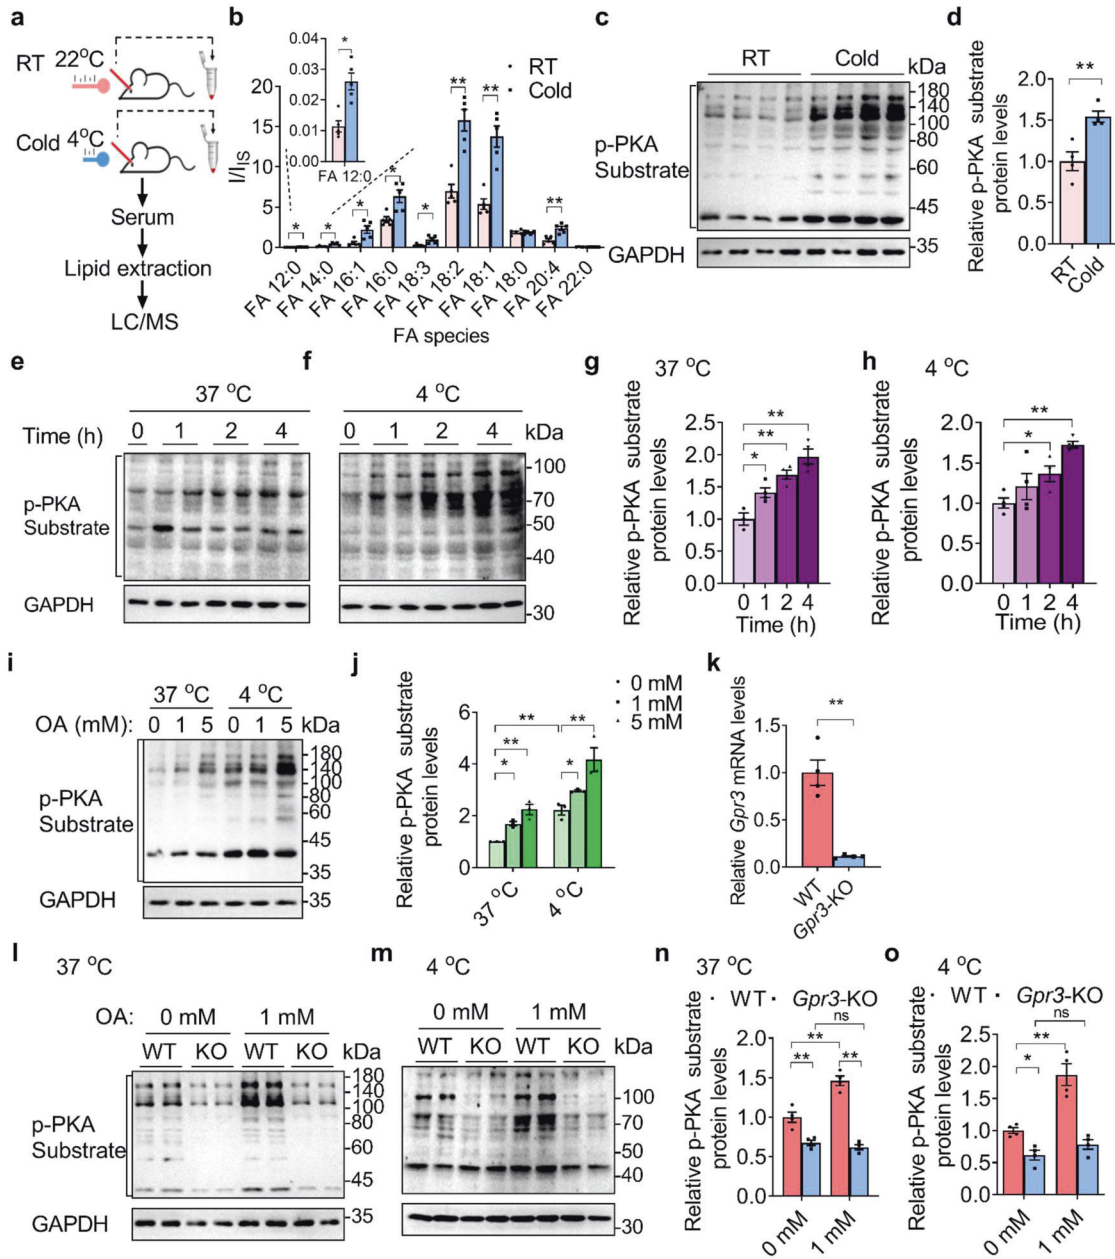 a
RT 22°C
Cold 4°C
Serum
Lipid extraction
LC/MS
b
RT
Cold
I/I_IS
20
15
10
5
0
0.04
0.03
0.02
0.01
0.00
*
FA 12:0
* * * * * ** ** **
FA 12:0
FA 14:0
FA 16:1
FA 16:0
FA 18:3
FA 18:2
FA 18:1
FA 18:0
FA 20:4
FA 22:0
FA species
c
RT Cold
kDa
p-PKA
Substrate
-180
-140
-100
-80
-60
-45
-35
GAPDH
d
Relative p-PKA substrate
protein levels
2.0
1.5
1.0
0.5
0.0
**
RT
Cold
e
37 °C
Time (h) 0 1 2 4
p-PKA
Substrate
GAPDH
f
4 °C
0 1 2 4 kDa
-100
-70
-50
-40
-30
g
37 °C
Relative p-PKA substrate
protein levels
2.5
2.0
1.5
1.0
0.5
0.0
**
**
*
0 1 2 4
Time (h)
h
4 °C
Relative p-PKA substrate
protein levels
2.0
1.5
1.0
0.5
0.0
**
*
0 1 2 4
Time (h)
i
37 °C 4 °C
OA (mM): 0 1 5 0 1 5 kDa
p-PKA
Substrate
-180
-140
-100
-80
-60
-45
-35
GAPDH
-35
j
0 mM
1 mM
5 mM
Relative p-PKA substrate
protein levels
6
4
2
0
** **
**
* *
37 °C
4 °C
k
Relative Gpr3 mRNA levels
1.5
1.0
0.5
0.0
**
WT
Gpr3-KO
l
37 °C
OA: 0 mM 1 mM
WT KO WT KO kDa
p-PKA
Substrate
-180
-140
-100
-80
-60
-45
GAPDH
-35
m
4 °C
0 mM 1 mM
WT KO WT KO kDa
-100
-70
-50
-40
-30
n
37 °C
WT Gpr3-KO
Relative p-PKA substrate
protein levels
2.0
1.5
1.0
0.5
0.0
ns
**
** **
0 mM
1 mM
o
4 °C
WT Gpr3-KO
Relative p-PKA substrate
protein levels
2.5
2.0
1.5
1.0
0.5
0.0
ns
**
*
0 mM
1 mM